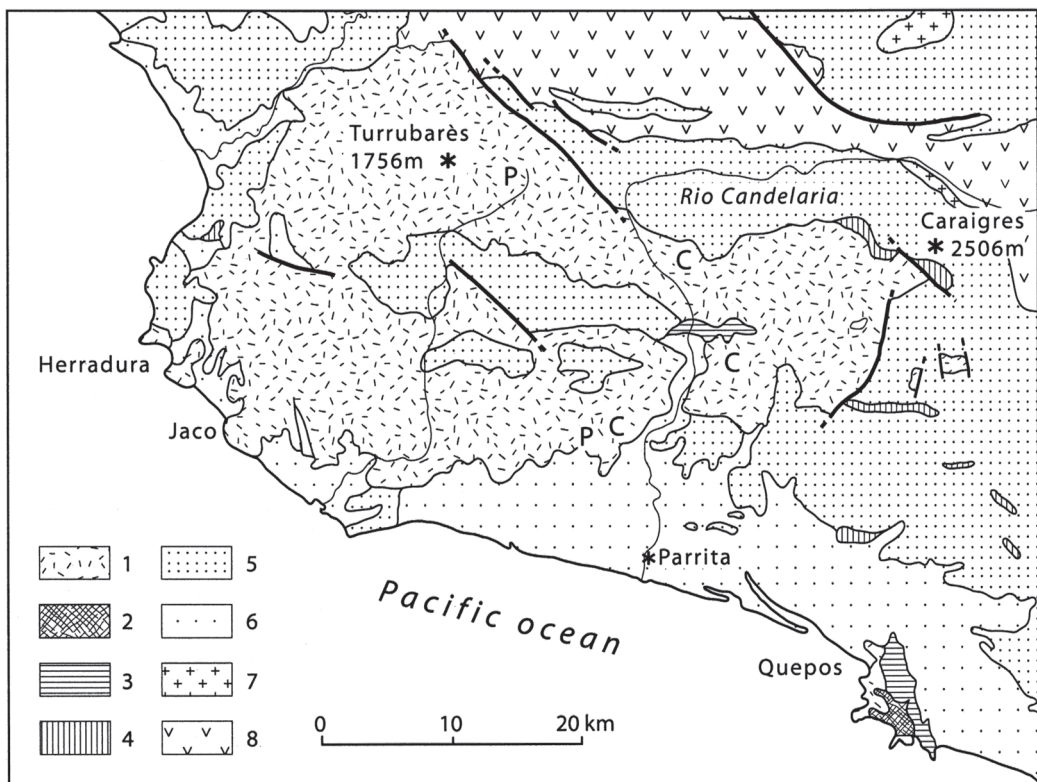 Turrubarès
1756m *
P
Rio Candelaria
Caraigres
* 2506m
C
Herradura
C
Jaco
P C
*Parrita
Pacific ocean
Quepos
1 5
2 6
3 7
4 8
0 10 20 km